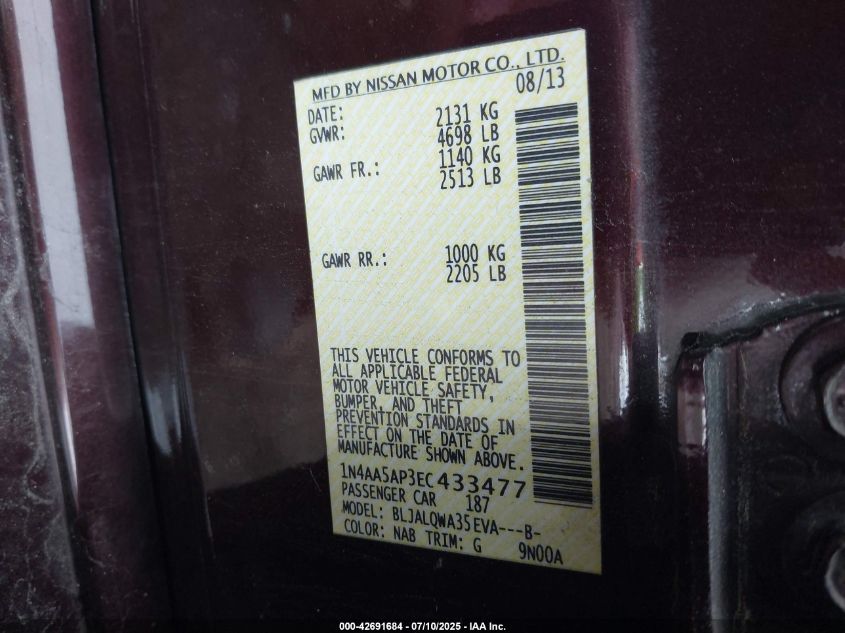 MFD BY NISSAN MOTOR CO., LTD.
DATE: 08/13
GVWR: 2131 KG
4698 LB
GAWR FR.: 1140 KG
2513 LB
GAWR RR.: 1000 KG
2205 LB
THIS VEHICLE CONFORMS TO
ALL APPLICABLE FEDERAL
MOTOR VEHICLE SAFETY,
BUMPER, AND THEFT
PREVENTION STANDARDS IN
EFFECT ON THE DATE OF
MANUFACTURE SHOWN ABOVE.
1N4AA5AP3EC433477
PASSENGER CAR 187
MODEL: BLJALQWA35EVA---B-
COLOR: NAB TRIM: G 9N00A
000-42691684 - 07/10/2025 - IAA Inc.